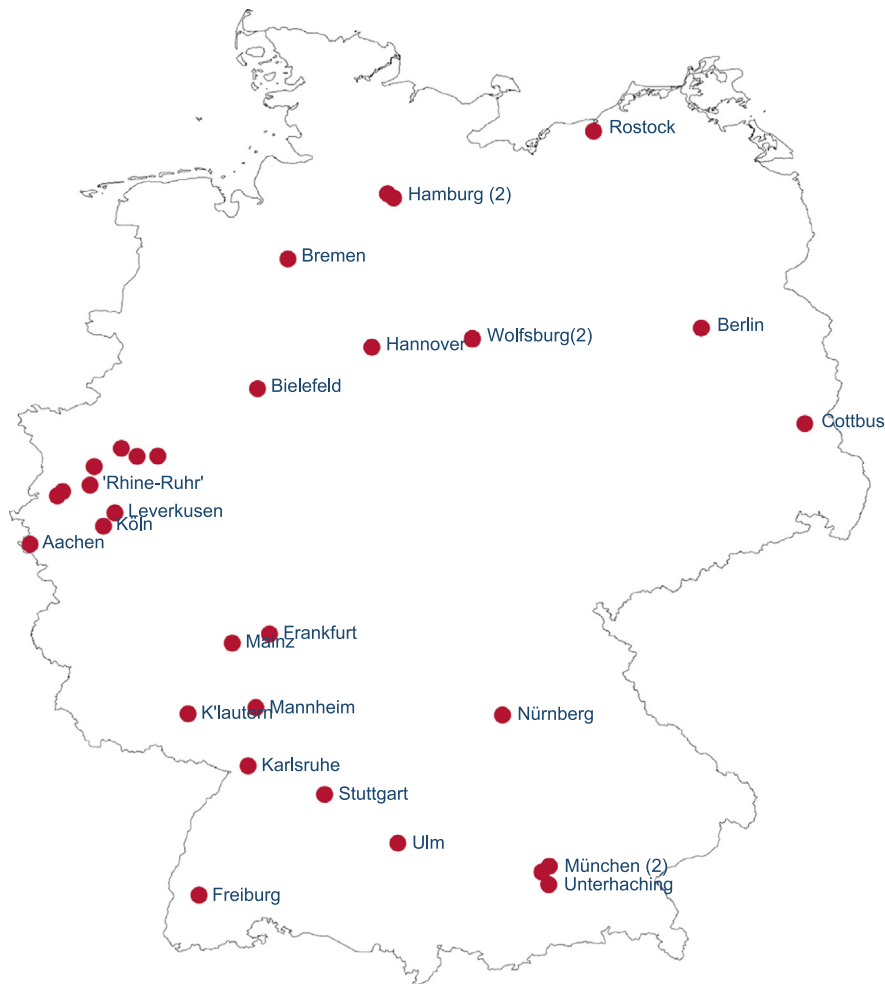 Rostock
Hamburg (2)
Bremen
Berlin
Wolfsburg(2)
Hannover
Bielefeld
Cottbus
'Rhine-Ruhr'
Leverkusen
Köln
Aachen
Frankfurt
Mainz
Mannheim
K'lautern
Nürnberg
Karlsruhe
Stuttgart
Ulm
München (2)
Unterhaching
Freiburg